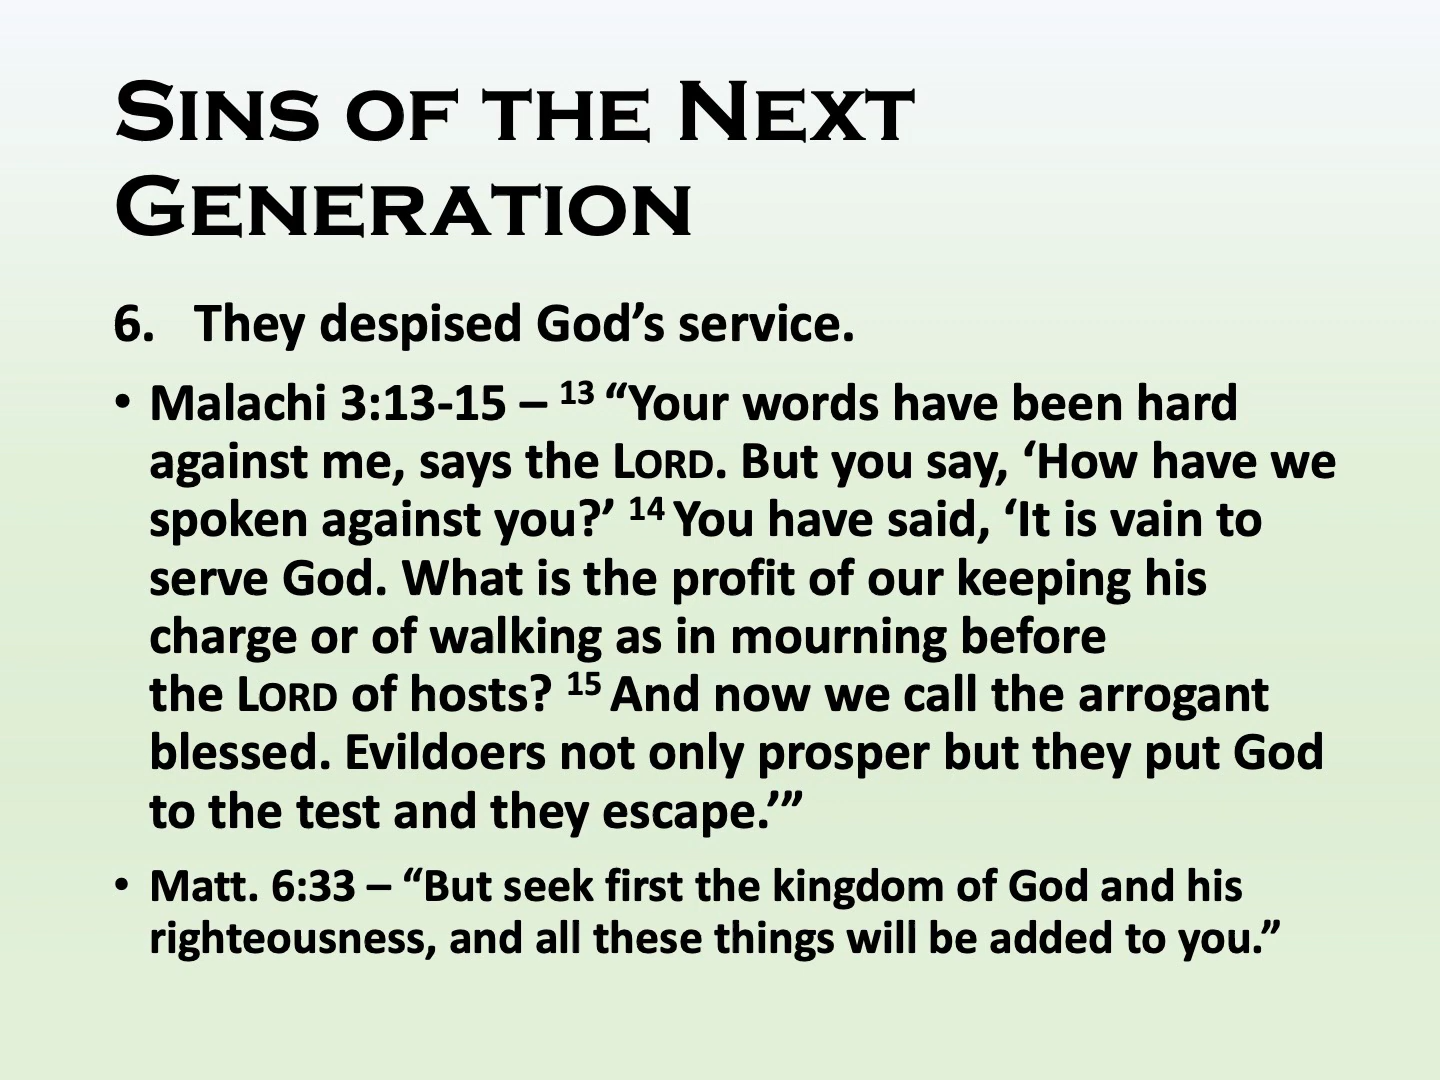 SINS OF THE NEXT
GENERATION
6. They despised God’s service.
• Malachi 3:13-15 – 13 “Your words have been hard
against me, says the LORD. But you say, ‘How have we
spoken against you?’ 14 You have said, ‘It is vain to
serve God. What is the profit of our keeping his
charge or of walking as in mourning before
the LORD of hosts? 15 And now we call the arrogant
blessed. Evildoers not only prosper but they put God
to the test and they escape.’”
• Matt. 6:33 – “But seek first the kingdom of God and his
righteousness, and all these things will be added to you.”